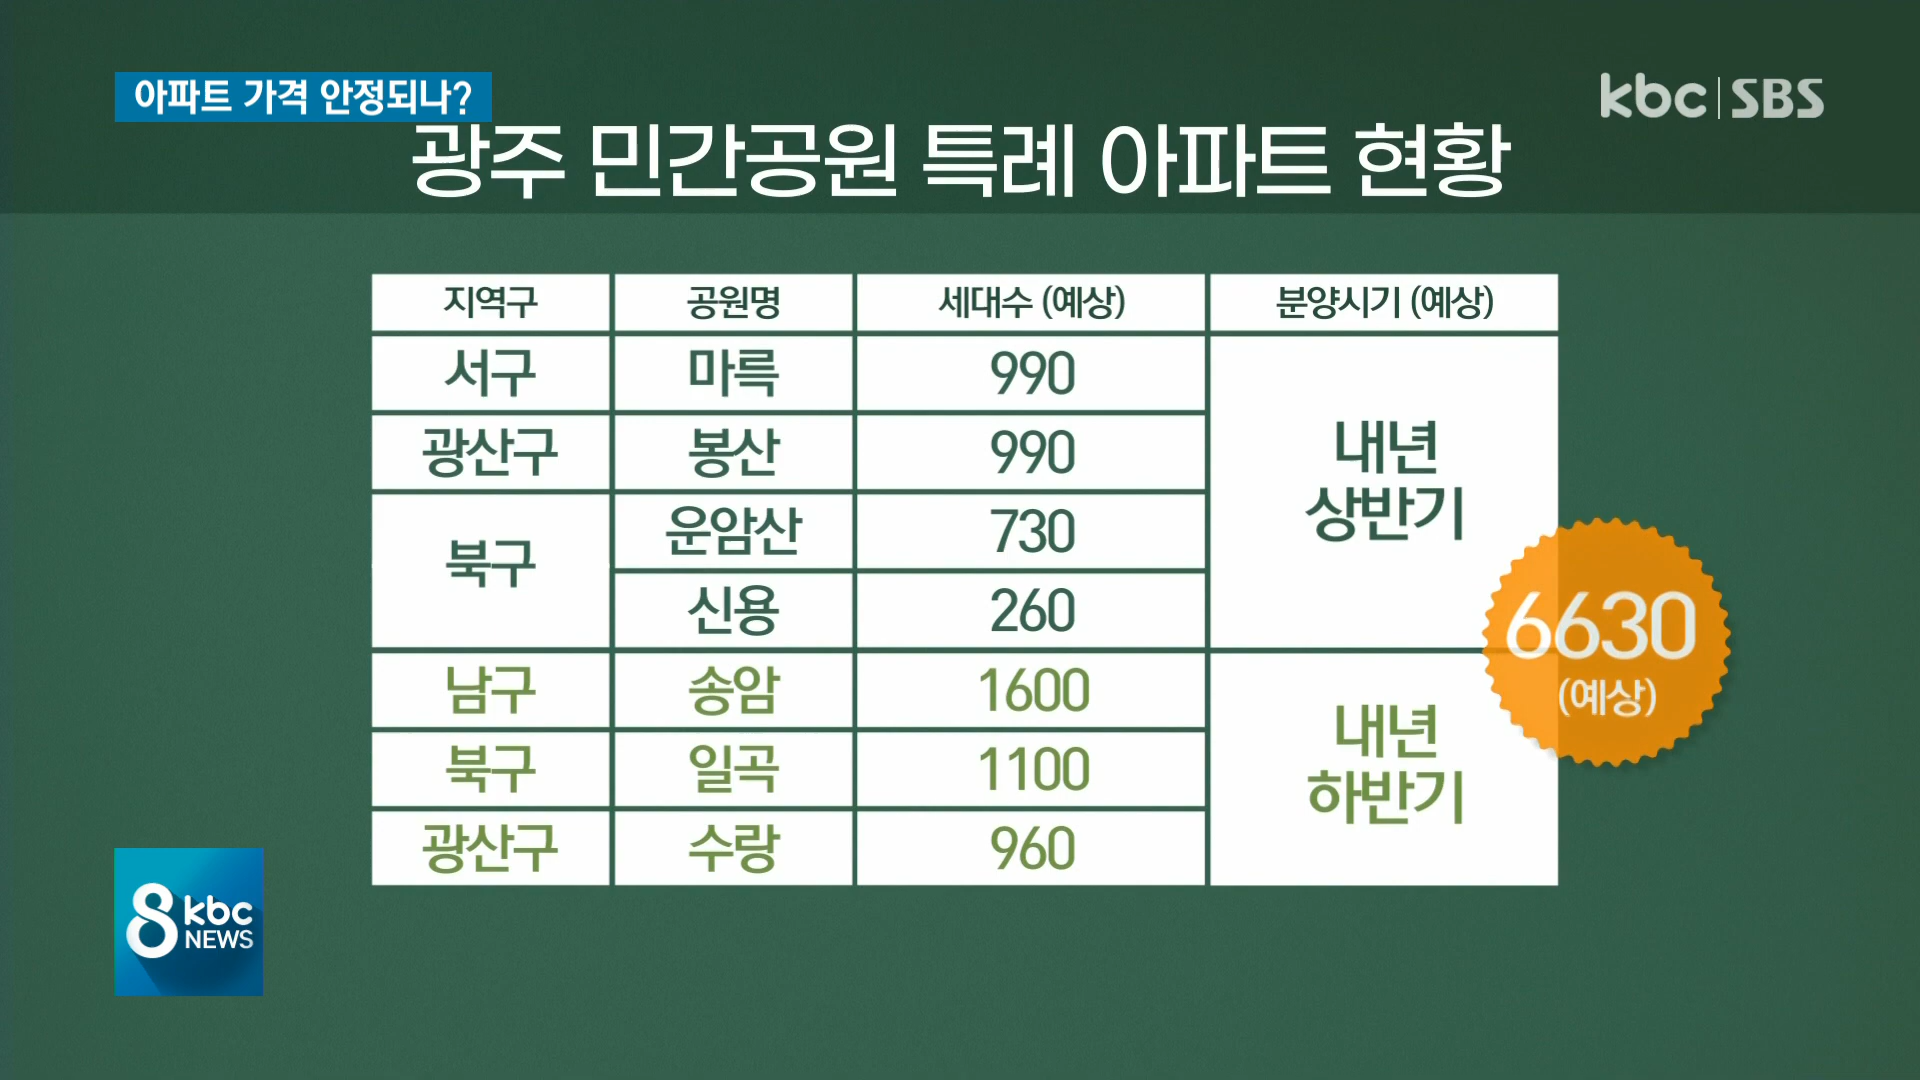 아파트 가격 안정되나?
kbc SBS
광주 민간공원 특례 아파트 현황
지역구 공원명 세대수 (예상) 분양시기 (예상)
서구 마륵 990
광산구 봉산 990
내년
상반기
북구
운암산 730
신용 260
6630
(예상)
남구 송암 1600
북구 일곡 1100
내년
하반기
광산구 수랑 960
8 kbc
NEWS